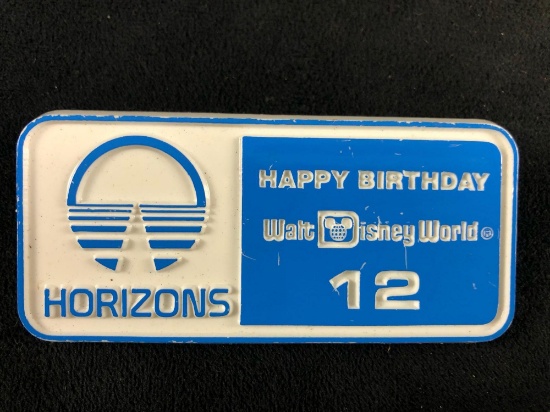 HORIZONS
HAPPY BIRTHDAY
Walt Disney World ©
12